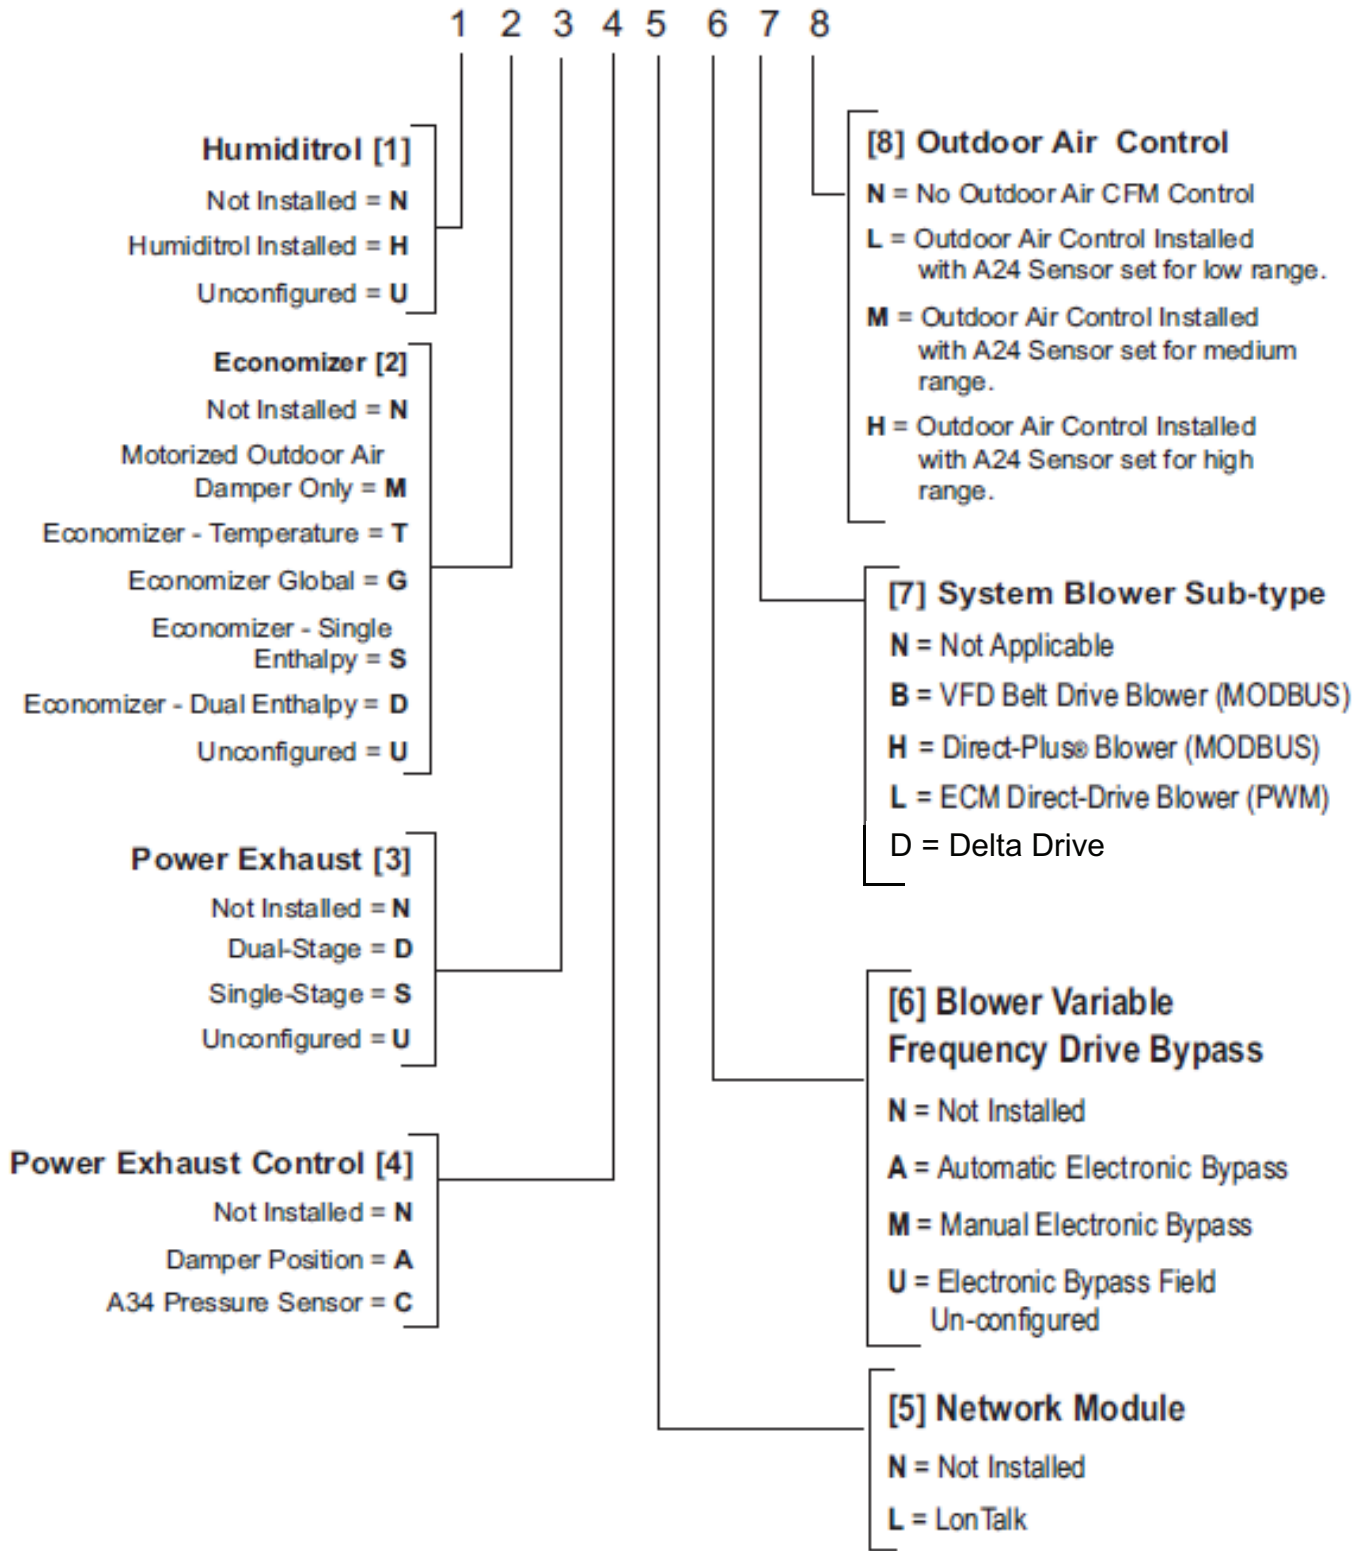 1 2 3 4 5 6 7 8
Humiditrol [1]
Not Installed = N
Humiditrol Installed = H
Unconfigured = U
Economizer [2]
Not Installed = N
Motorized Outdoor Air
Damper Only = M
Economizer - Temperature = T
Economizer Global = G
Economizer - Single
Enthalpy = S
Economizer - Dual Enthalpy = D
Unconfigured = U
Power Exhaust [3]
Not Installed = N
Dual-Stage = D
Single-Stage = S
Unconfigured = U
Power Exhaust Control [4]
Not Installed = N
Damper Position = A
A34 Pressure Sensor = C
[8] Outdoor Air Control
N = No Outdoor Air CFM Control
L = Outdoor Air Control Installed
with A24 Sensor set for low range.
M = Outdoor Air Control Installed
with A24 Sensor set for medium
range.
H = Outdoor Air Control Installed
with A24 Sensor set for high
range.
[7] System Blower Sub-type
N = Not Applicable
B = VFD Belt Drive Blower (MODBUS)
H = Direct-Plus® Blower (MODBUS)
L = ECM Direct-Drive Blower (PWM)
D = Delta Drive
[6] Blower Variable
Frequency Drive Bypass
N = Not Installed
A = Automatic Electronic Bypass
M = Manual Electronic Bypass
U = Electronic Bypass Field
Un-configured
[5] Network Module
N = Not Installed
L = LonTalk